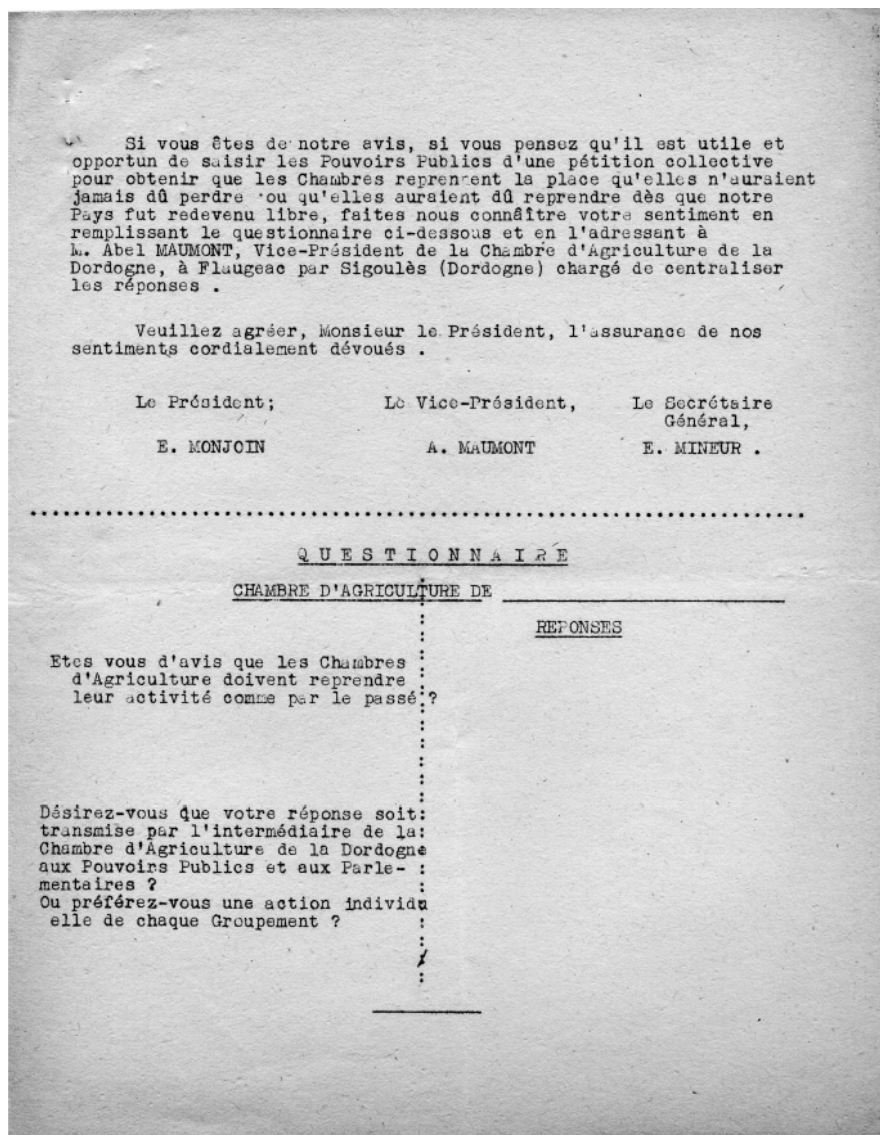 Si vous êtes de notre avis, si vous pensez qu'il est utile et
opportun de saisir les Pouvoirs Publics d'une pétition collective
pour obtenir que les Chambres reprennent la place qu'elles n'auraient
jamais dû perdre ou qu'elles auraient dû reprendre dès que notre
Pays fut redevenu libre, faites nous connâître votre sentiment en
remplissant le questionnaire ci-dessous et en l'adressant à
M. Abel MAUMONT, Vice-Président de la Chambre d'Agriculture de la
Dordogne, à Flaugeac par Sigoulès (Dordogne) chargé de centraliser
les réponses .
Veuillez agréer, Monsieur le Président, l'assurance de nos
sentiments cordialement dévoués .
Le Président; Le Vice-Président, Le Secrétaire
Général,
E. MONJOIN A. MAUMONT E. MINEUR .
QUESTIONNAIRE
CHAMBRE D'AGRICULTURE DE
REPONSES
Etes vous d'avis que les Chambres
d'Agriculture doivent reprendre
leur activité comme par le passé ?
Désirez-vous que votre réponse soit
transmise par l'intermédiaire de la
Chambre d'Agriculture de la Dordogne
aux Pouvoirs Publics et aux Parle-
mentaires ?
Ou préférez-vous une action individu
elle de chaque Groupement ?